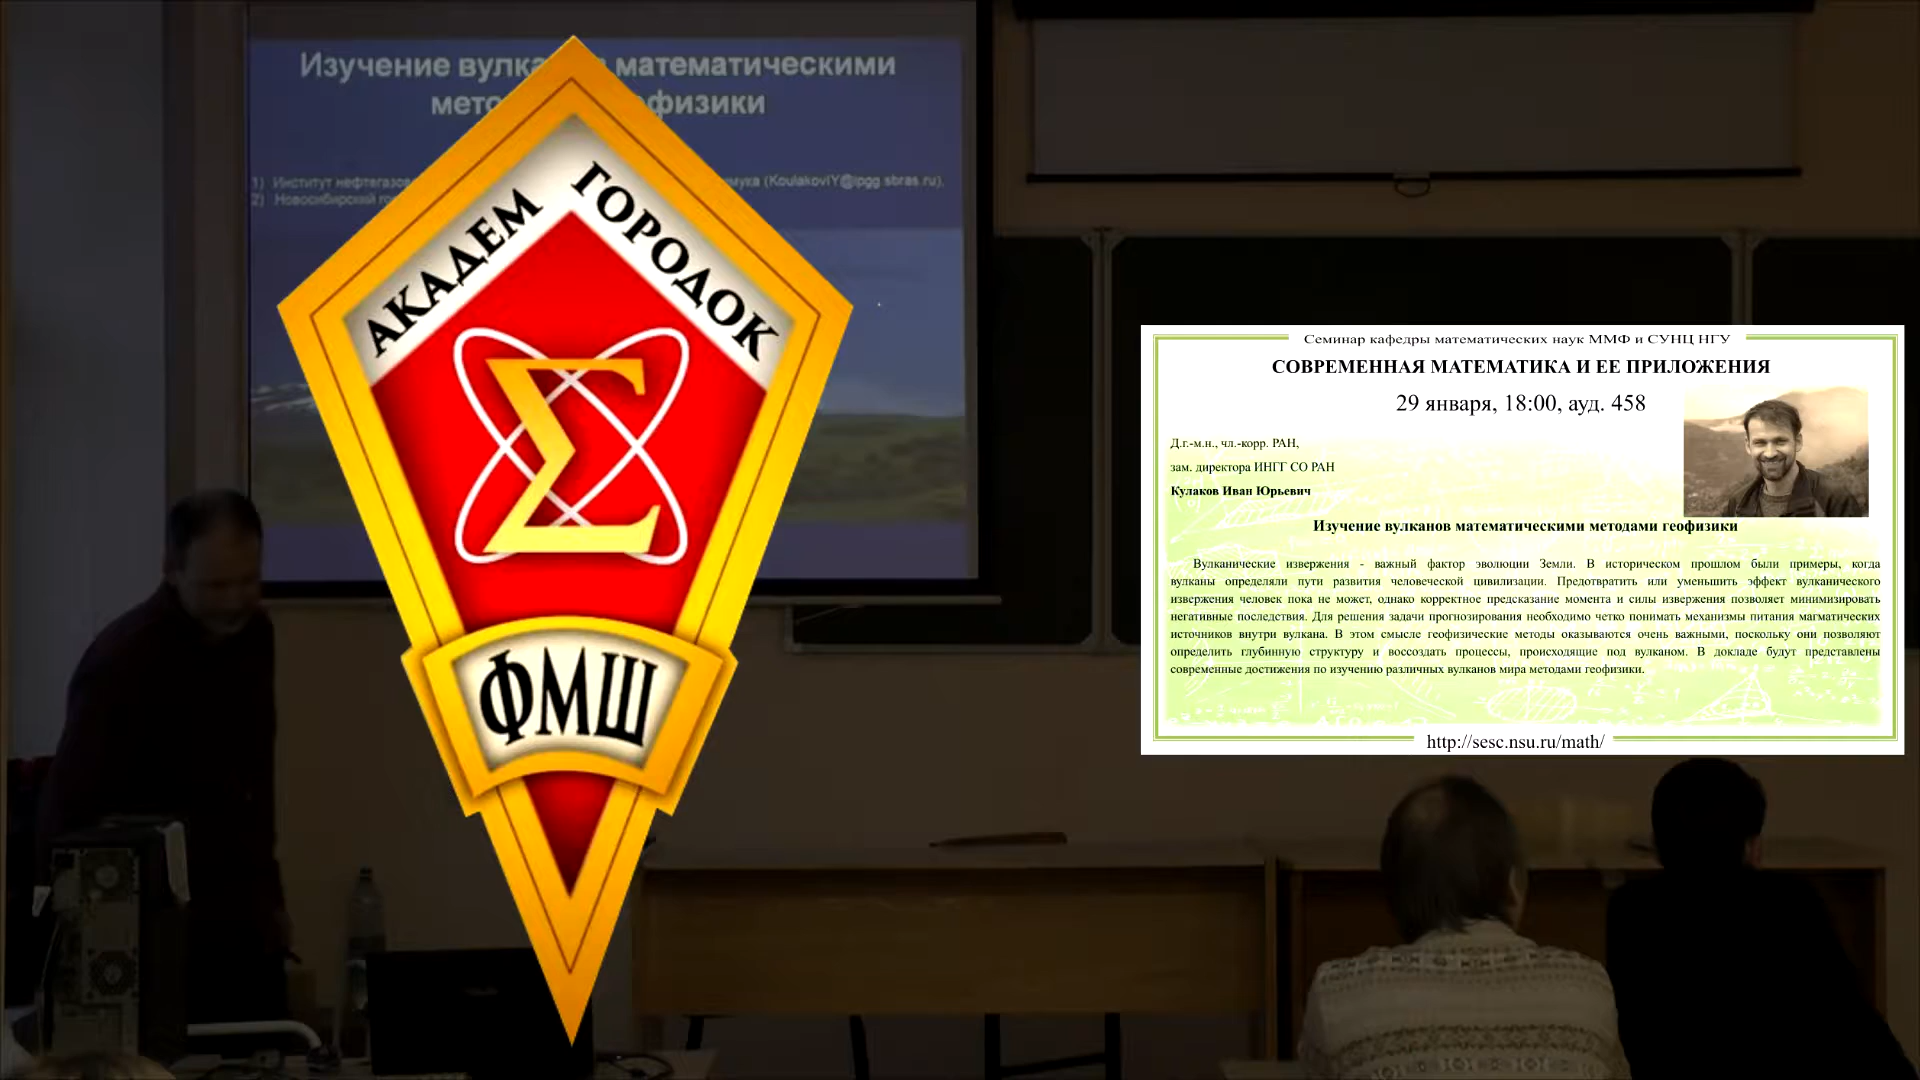 Изучение математическими
физики
1) Институт нефтегазово (KoulakovIY@ipgg.sbras.ru),
2) Новосибирский
АКАДЕМ
ГОРОДОК
Σ
ФМШ
Семинар кафедры математических наук ММФ и СУНЦ НГУ
СОВРЕМЕННАЯ МАТЕМАТИКА И ЕЕ ПРИЛОЖЕНИЯ
29 января, 18:00, ауд. 458
Д.г.-м.н., чл.-корр. РАН,
зам. директора ИНГГ СО РАН
Кулаков Иван Юрьевич
Изучение вулканов математическими методами геофизики
Вулканические извержения - важный фактор эволюции Земли. В историческом прошлом были примеры, когда
вулканы определяли пути развития человеческой цивилизации. Предотвратить или уменьшить эффект вулканического
извержения человек пока не может, однако корректное предсказание момента и силы извержения позволяет минимизировать
негативные последствия. Для решения задачи прогнозирования необходимо четко понимать механизмы питания магматических
источников внутри вулкана. В этом смысле геофизические методы оказываются очень важными, поскольку они позволяют
определить глубинную структуру и воссоздать процессы, происходящие под вулканом. В докладе будут представлены
современные достижения по изучению различных вулканов мира методами геофизики.
http://sesc.nsu.ru/math/